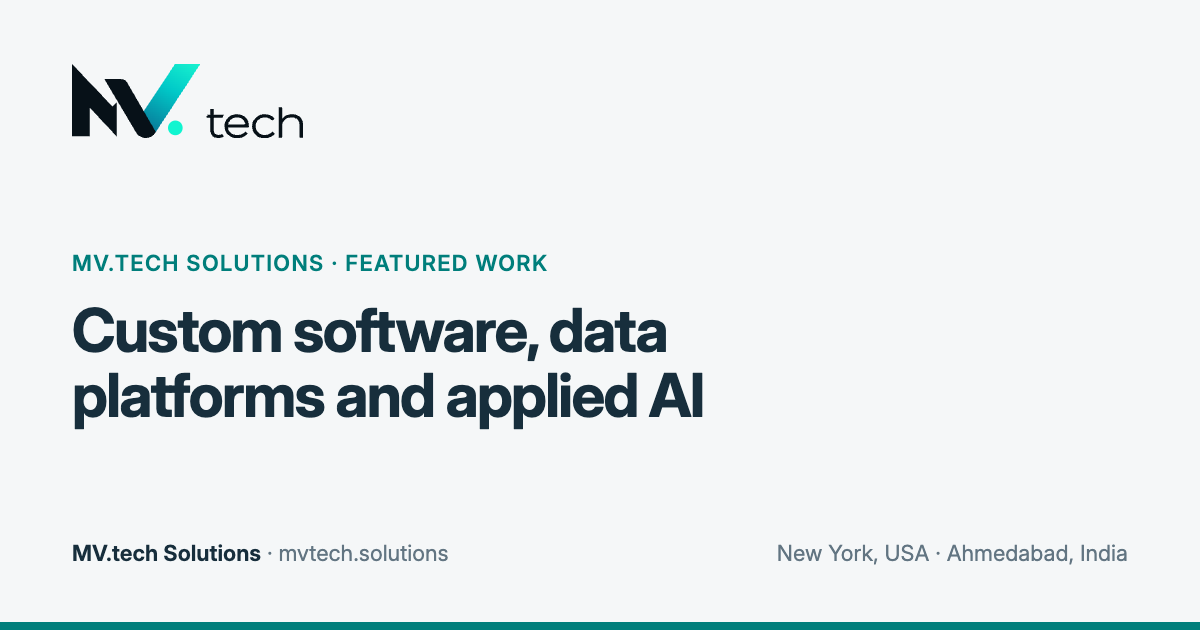 MV. tech
MV.TECH SOLUTIONS · FEATURED WORK
Custom software, data
platforms and applied AI
MV.tech Solutions · mvtech.solutions
New York, USA · Ahmedabad, India